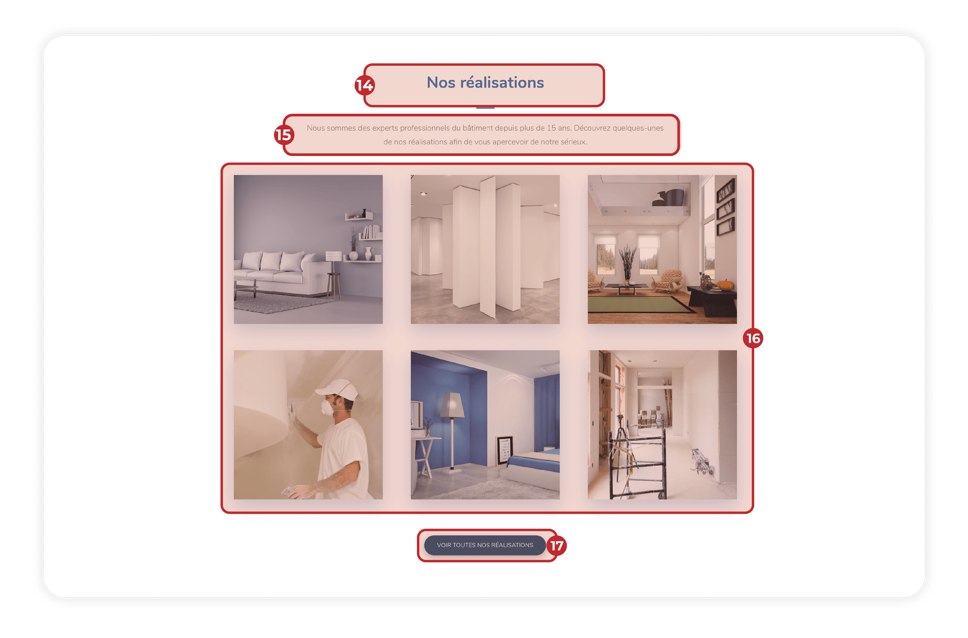 14
Nos réalisations
15
Nous sommes des experts professionnels du bâtiment depuis plus de 15 ans. Découvrez quelques-unes
de nos réalisations afin de vous apercevoir de notre sérieux.
16
VOIR TOUTES NOS RÉALISATIONS
17